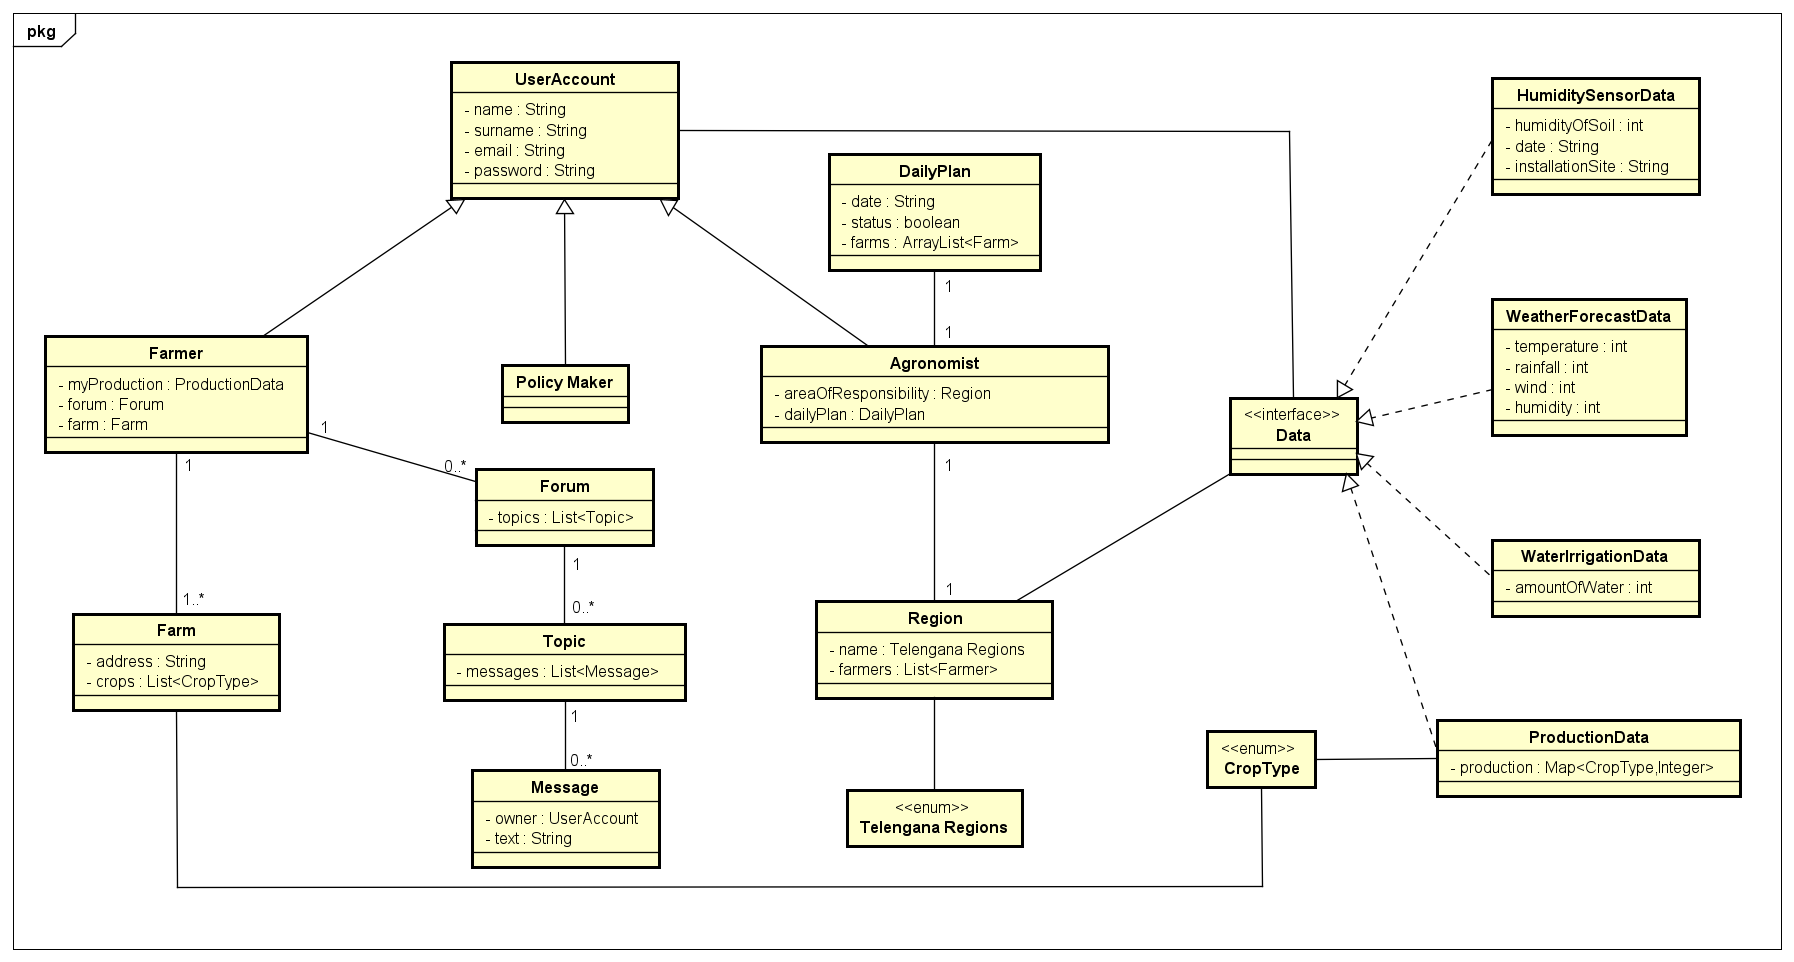 pkg
UserAccount
- name : String
- surname : String
- email : String
- password : String
DailyPlan
- date : String
- status : boolean
- farms : ArrayList<Farm>
1
1
HumiditySensorData
- humidityOfSoil : int
- date : String
- installationSite : String
Farmer
- myProduction : ProductionData
- forum : Forum
- farm : Farm
1
0..*
1
1..*
Policy Maker
Agronomist
- areaOfResponsibility : Region
- dailyPlan : DailyPlan
1
1
WeatherForecastData
- temperature : int
- rainfall : int
- wind : int
- humidity : int
<<interface>>
Data
Forum
- topics : List<Topic>
1
0..*
WaterIrrigationData
- amountOfWater : int
Farm
- address : String
- crops : List<CropType>
Topic
- messages : List<Message>
1
0..*
Region
- name : Telengana Regions
- farmers : List<Farmer>
Message
- owner : UserAccount
- text : String
<<enum>>
Telengana Regions
<<enum>>
CropType
ProductionData
- production : Map<CropType,Integer>